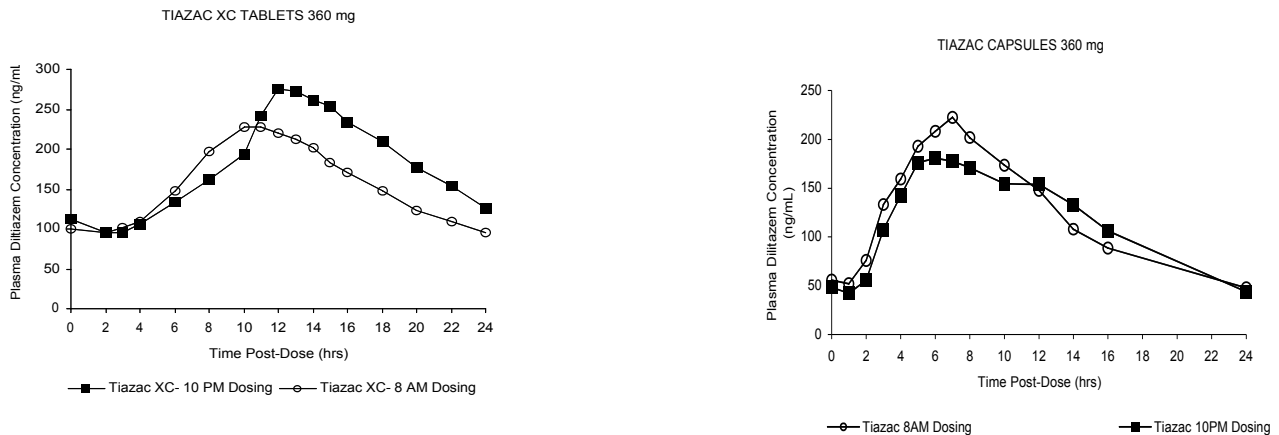 TIAZAC XC TABLETS 360 mg
Plasma Diltiazem Concentration (ng/mL
300
250
200
150
100
50
0
0 2 4 6 8 10 12 14 16 18 20 22 24
Time Post-Dose (hrs)
Tiazac XC- 10 PM Dosing Tiazac XC- 8 AM Dosing
TIAZAC CAPSULES 360 mg
Plasma Dilitazem Concentration
(ng/mL)
250
200
150
100
50
0
0 2 4 6 8 10 12 14 16 18 20 22 24
Time Post-Dose (hrs)
Tiazac 8AM Dosing Tiazac 10PM Dosing